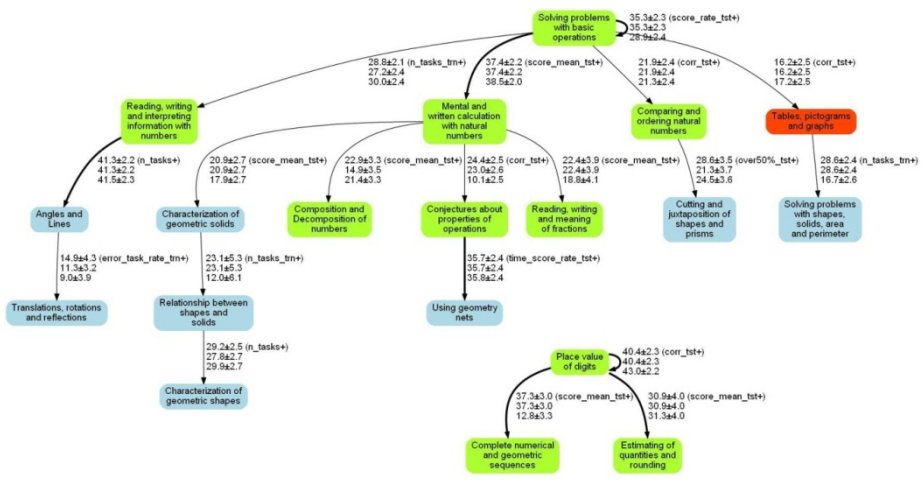 Solving problems
with basic
operations
35.3±2.3 (score_rate_tst+)
35.3±2.3
28.9±2.4
28.8±2.1 (n_tasks_trn+)
27.2±2.4
30.0±2.4
37.4±2.2 (score_mean_tst+)
37.4±2.2
38.5±2.0
21.9±2.4 (corr_tst+)
21.9±2.4
21.3±2.4
16.2±2.5 (corr_tst+)
16.2±2.5
17.2±2.5
Reading, writing
and interpreting
information with
numbers
Mental and
written calculation
with natural
numbers
Comparing and
ordering natural
numbers
Tables, pictograms
and graphs
41.3±2.2 (n_tasks+)
41.3±2.2
41.5±2.3
20.9±2.7 (score_mean_tst+)
20.9±2.7
17.9±2.7
22.9±3.3 (score_mean_tst+)
14.9±3.5
21.4±3.3
24.4±2.5 (corr_tst+)
23.0±2.6
10.1±2.5
22.4±3.9 (score_mean_tst+)
22.4±3.9
18.8±4.1
28.6±3.5 (over50%_tst+)
21.3±3.7
24.5±3.6
28.6±2.4 (n_tasks_trn+)
28.6±2.4
16.7±2.6
Angles and
Lines
Characterization of
geometric solids
Composition and
Decomposition of
numbers
Conjectures about
properties of
operations
Reading, writing
and meaning
of fractions
Cutting and
juxtaposition of
shapes and
prisms
Solving problems
with shapes,
solids, area
and perimeter
14.9±4.3 (error_task_rate_trn+)
11.3±3.2
9.0±3.9
23.1±5.3 (n_tasks_trn+)
23.1±5.3
12.0±6.1
35.7±2.4 (time_score_rate_tst+)
35.7±2.4
35.8±2.4
Translations, rotations
and reflections
Relationship between
shapes and
solids
Using geometry
nets
29.2±2.5 (n_tasks+)
27.8±2.7
29.9±2.7
Characterization of
geometric shapes
Place value
of digits
40.4±2.3 (corr_tst+)
40.4±2.3
43.0±2.2
37.3±3.0 (score_mean_tst+)
37.3±3.0
12.8±3.3
30.9±4.0 (score_mean_tst+)
30.9±4.0
31.3±4.0
Complete numerical
and geometric
sequences
Estimating of
quantities and
rounding